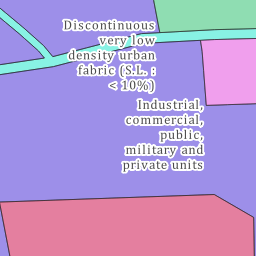 Discontinuous
very low
density urban
fabric (S.L. :
< 10%)
Industrial,
commercial,
public,
military and
private units